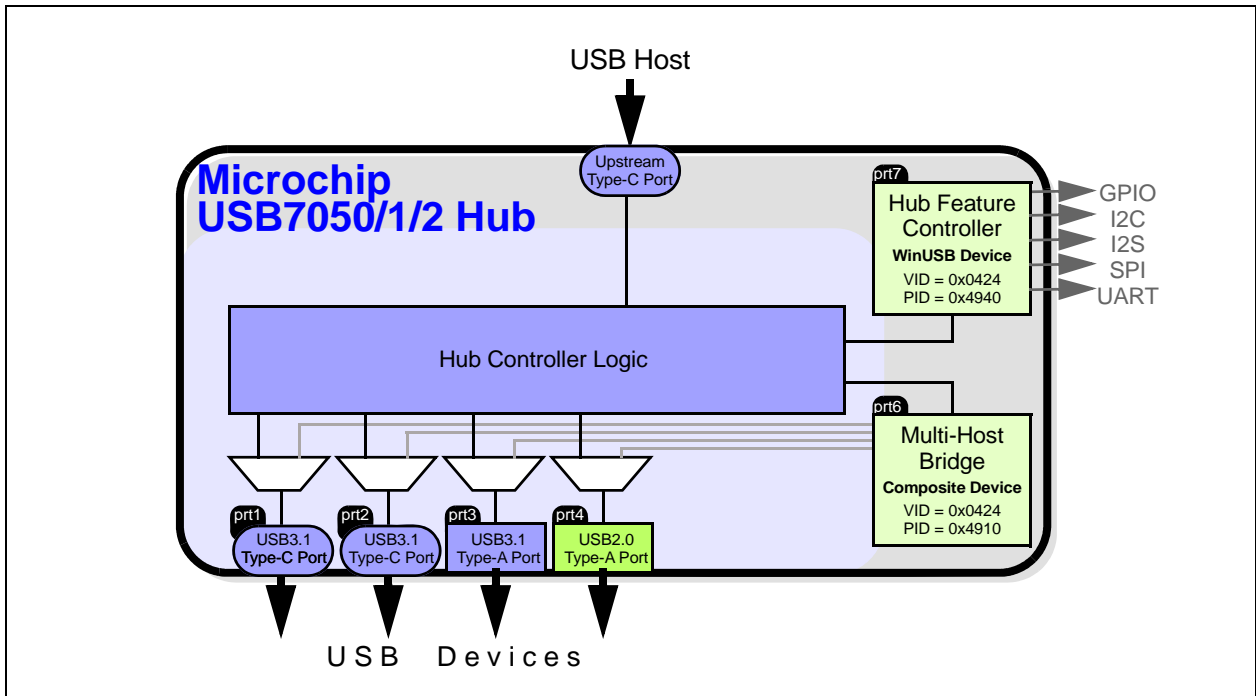 USB Host
Upstream
Type-C Port
Microchip
USB7050/1/2 Hub
prt7
Hub Feature
Controller
WinUSB Device
VID = 0x0424
PID = 0x4940
GPIO
I2C
I2S
SPI
UART
Hub Controller Logic
prt6
Multi-Host
Bridge
Composite Device
VID = 0x0424
PID = 0x4910
prt1
USB3.1
Type-C Port
prt2
USB3.1
Type-C Port
prt3
USB3.1
Type-A Port
prt4
USB2.0
Type-A Port
USB Devices